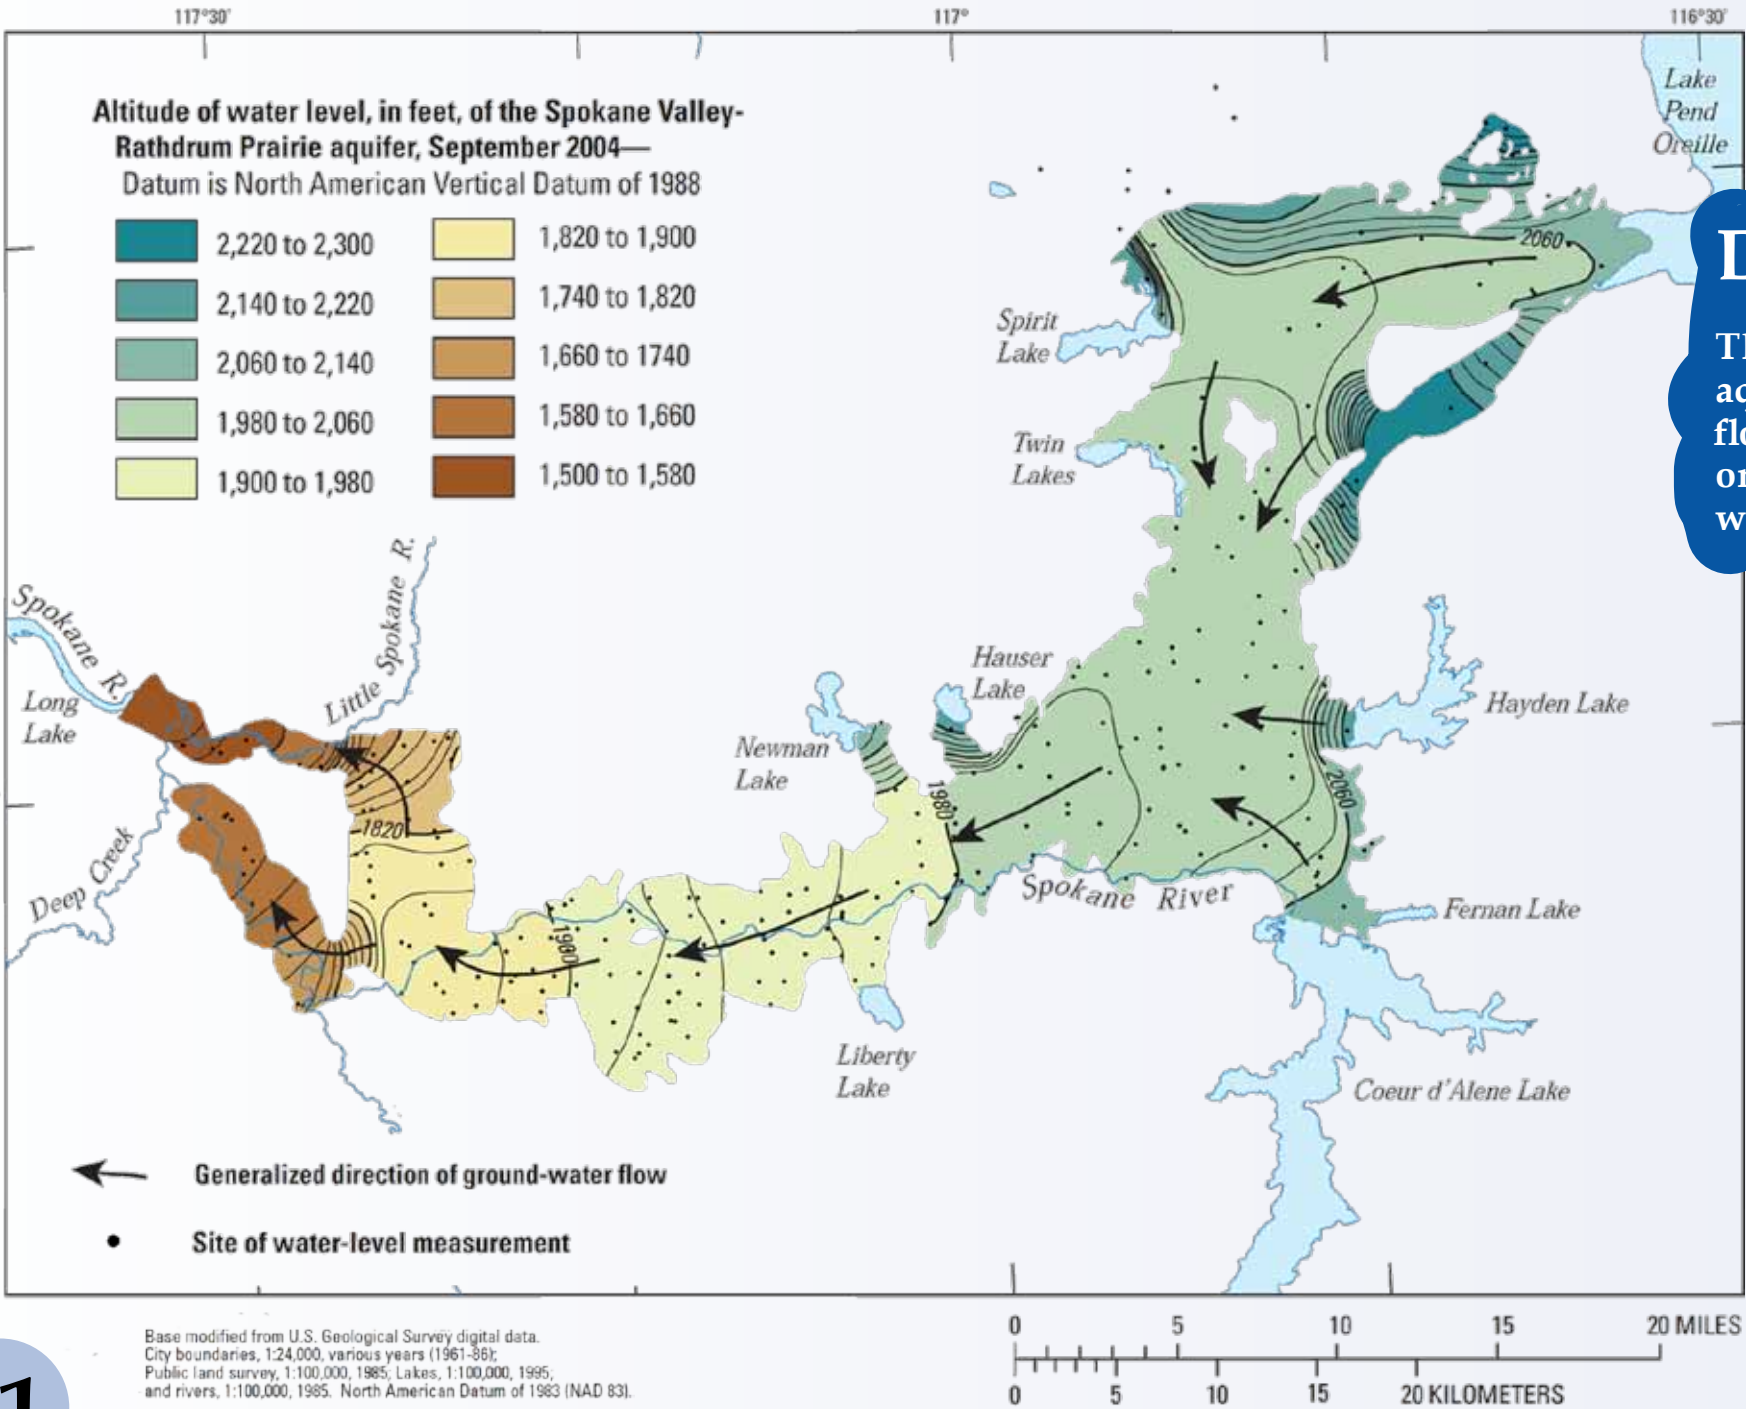 117°30'
117°
116°30'
Altitude of water level, in feet, of the Spokane Valley-
Rathdrum Prairie aquifer, September 2004—
Datum is North American Vertical Datum of 1988
2,220 to 2,300
2,140 to 2,220
2,060 to 2,140
1,980 to 2,060
1,900 to 1,980
1,820 to 1,900
1,740 to 1,820
1,660 to 1740
1,580 to 1,660
1,500 to 1,580
Lake
Pend
Oreille
2060
Spirit
Lake
Twin
Lakes
Spokane R.
Little Spokane R.
Long
Lake
Hauser
Lake
Hayden Lake
Newman
Lake
1980
2060
1820
Deep Creek
1900
Spokane River
Fernan Lake
Liberty
Lake
Coeur d'Alene Lake
Generalized direction of ground-water flow
Site of water-level measurement
Base modified from U.S. Geological Survey digital data.
City boundaries, 1:24,000, various years (1961-86);
Public land survey, 1:100,000, 1985; Lakes, 1:100,000, 1995;
and rivers, 1:100,000, 1985. North American Datum of 1983 (NAD 83).
0 5 10 15 20 MILES
0 5 10 15 20 KILOMETERS
1